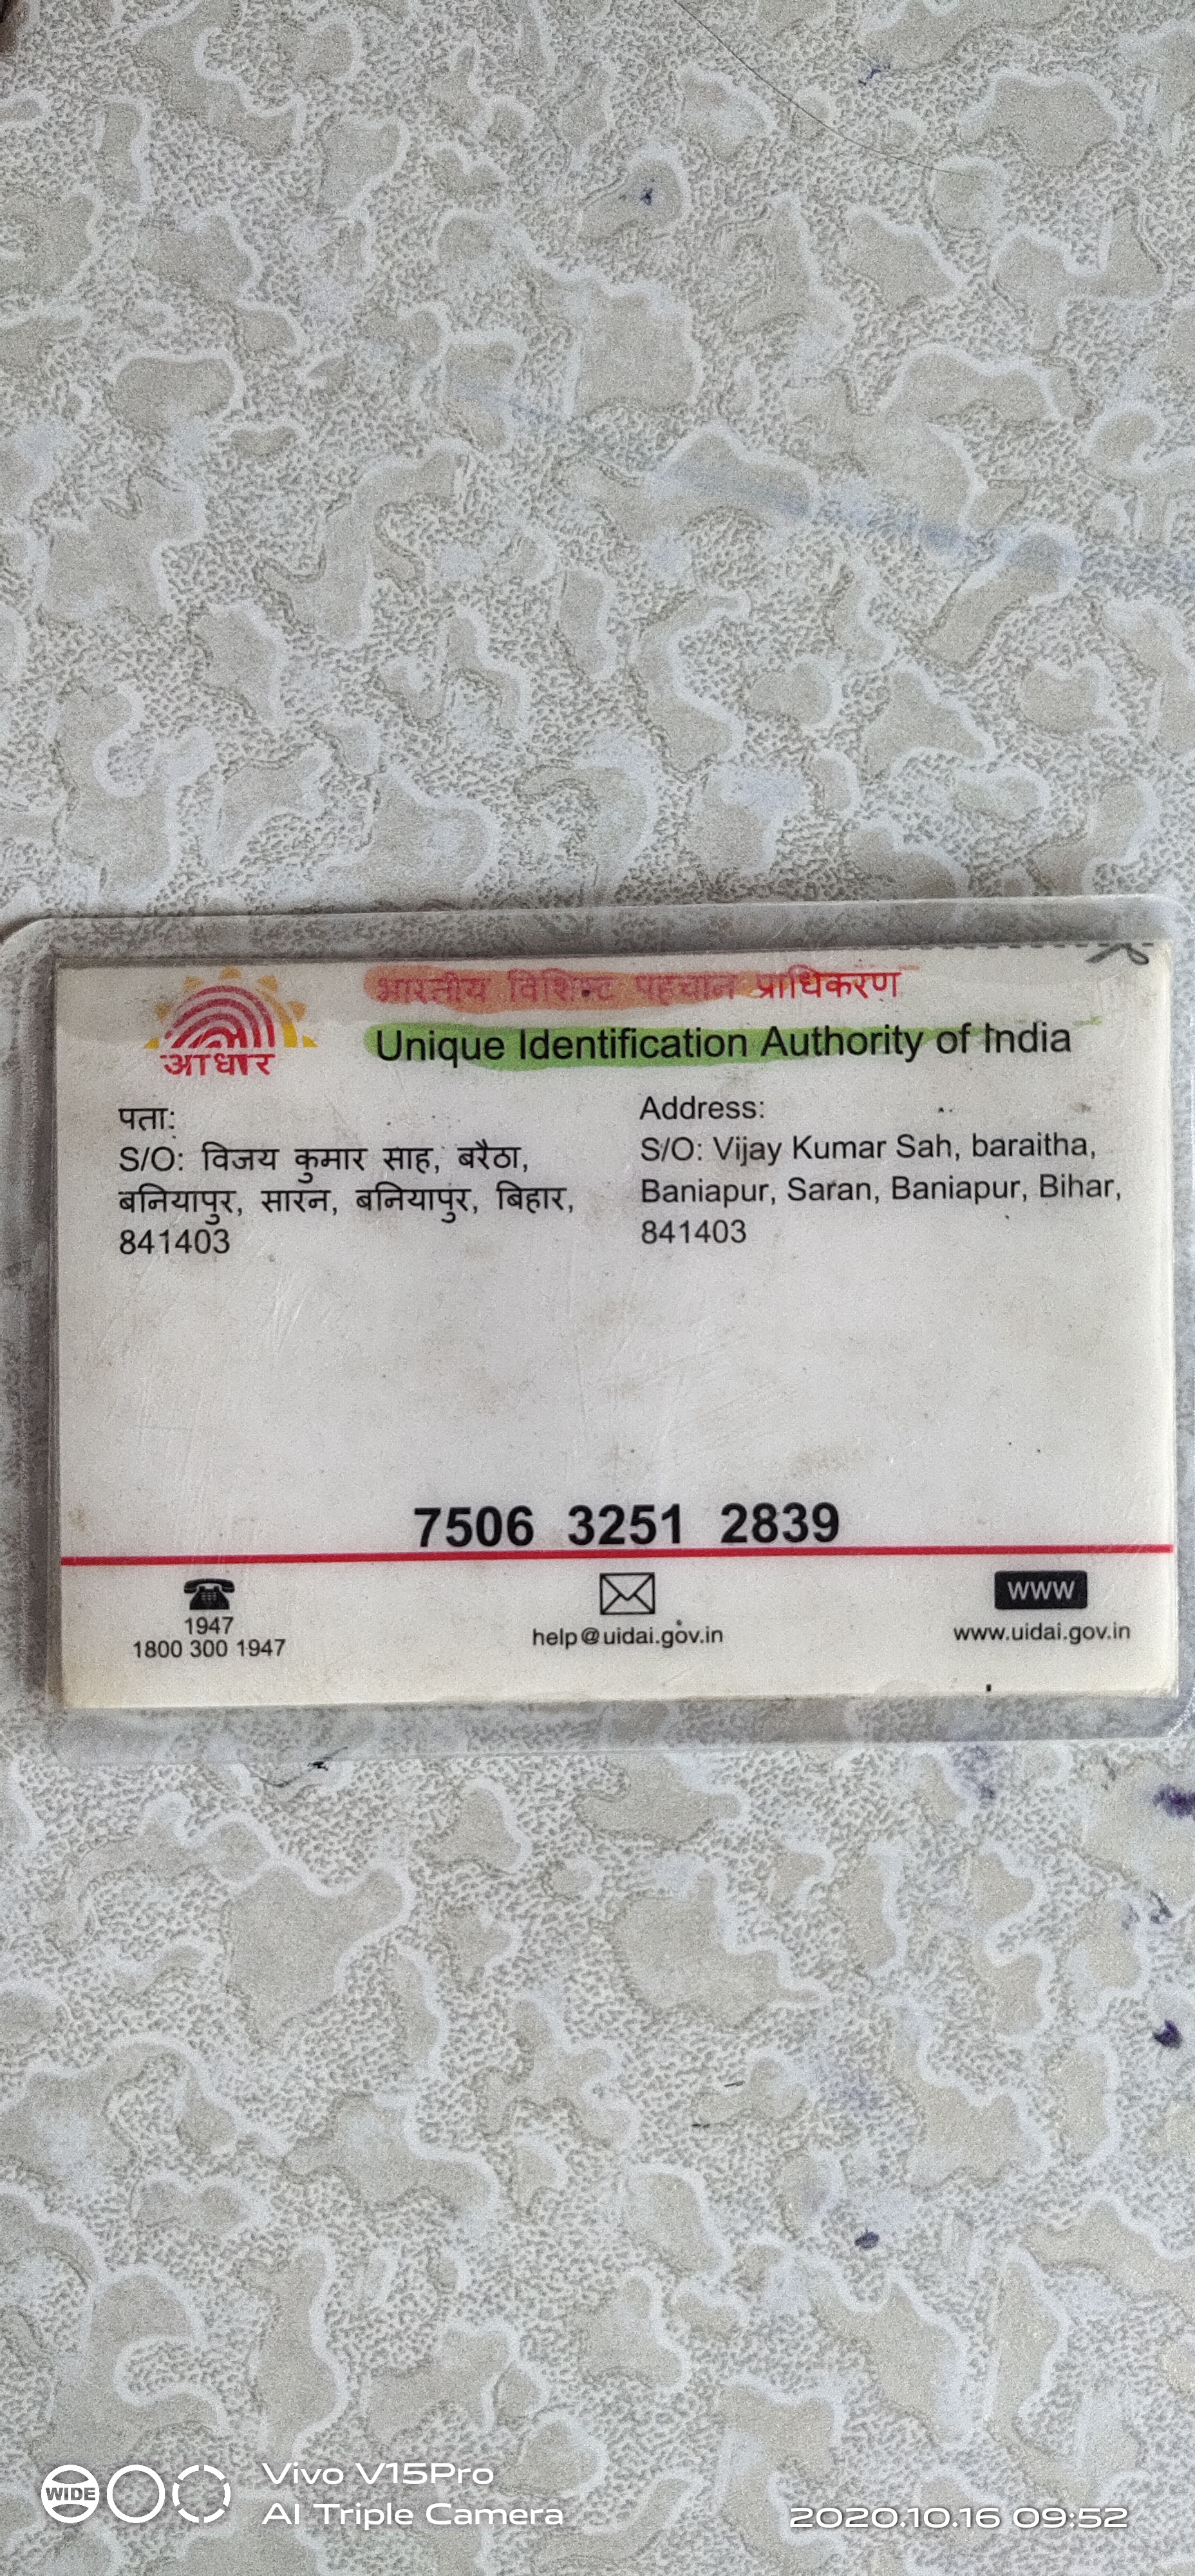 भारतीय विशिष्ट पहचान प्राधिकरण
Unique Identification Authority of India
आधार
पता:
S/O: विजय कुमार साह, बरैठा,
बनियापुर, सारन, बनियापुर, बिहार,
841403
Address:
S/O: Vijay Kumar Sah, baraitha,
Baniapur, Saran, Baniapur, Bihar,
841403
7506 3251 2839
1947
1800 300 1947
help@uidai.gov.in
WWW
www.uidai.gov.in
WIDE
Vivo V15Pro
AI Triple Camera
2020.10.16 09:52